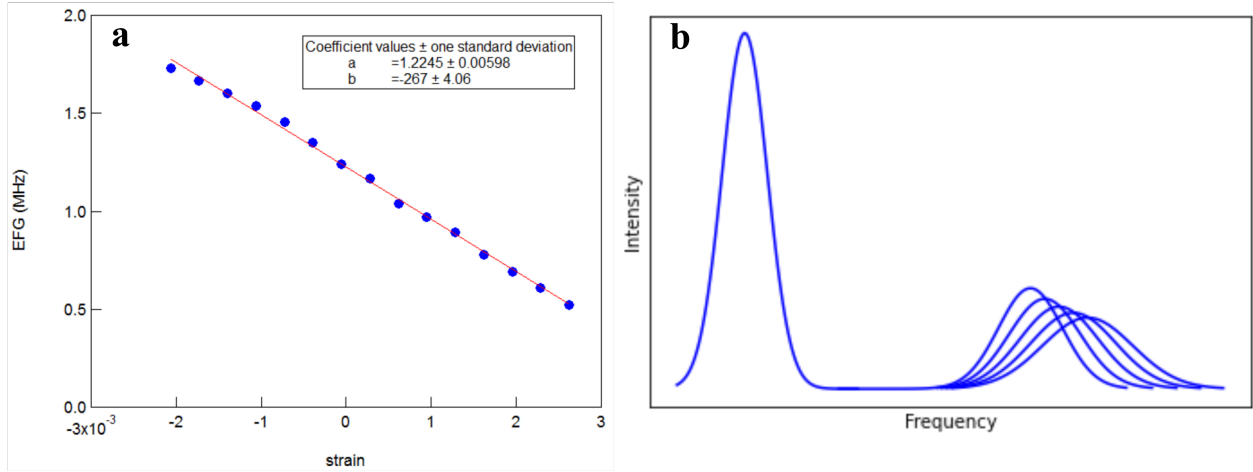 a
Coefficient values ± one standard deviation
a =1.2245 ± 0.00598
b =-267 ± 4.06
2.0
1.5
1.0
0.5
0.0
EFG (MHz)
-3x10⁻³
-2
-1
0
1
2
3
strain
b
Intensity
Frequency